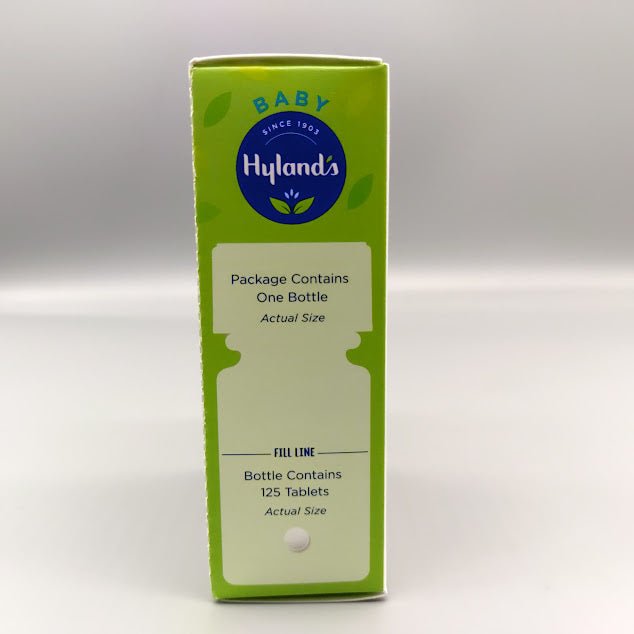 BABY
SINCE 1903
Hyland's
Package Contains
One Bottle
Actual Size
FILL LINE
Bottle Contains
125 Tablets
Actual Size